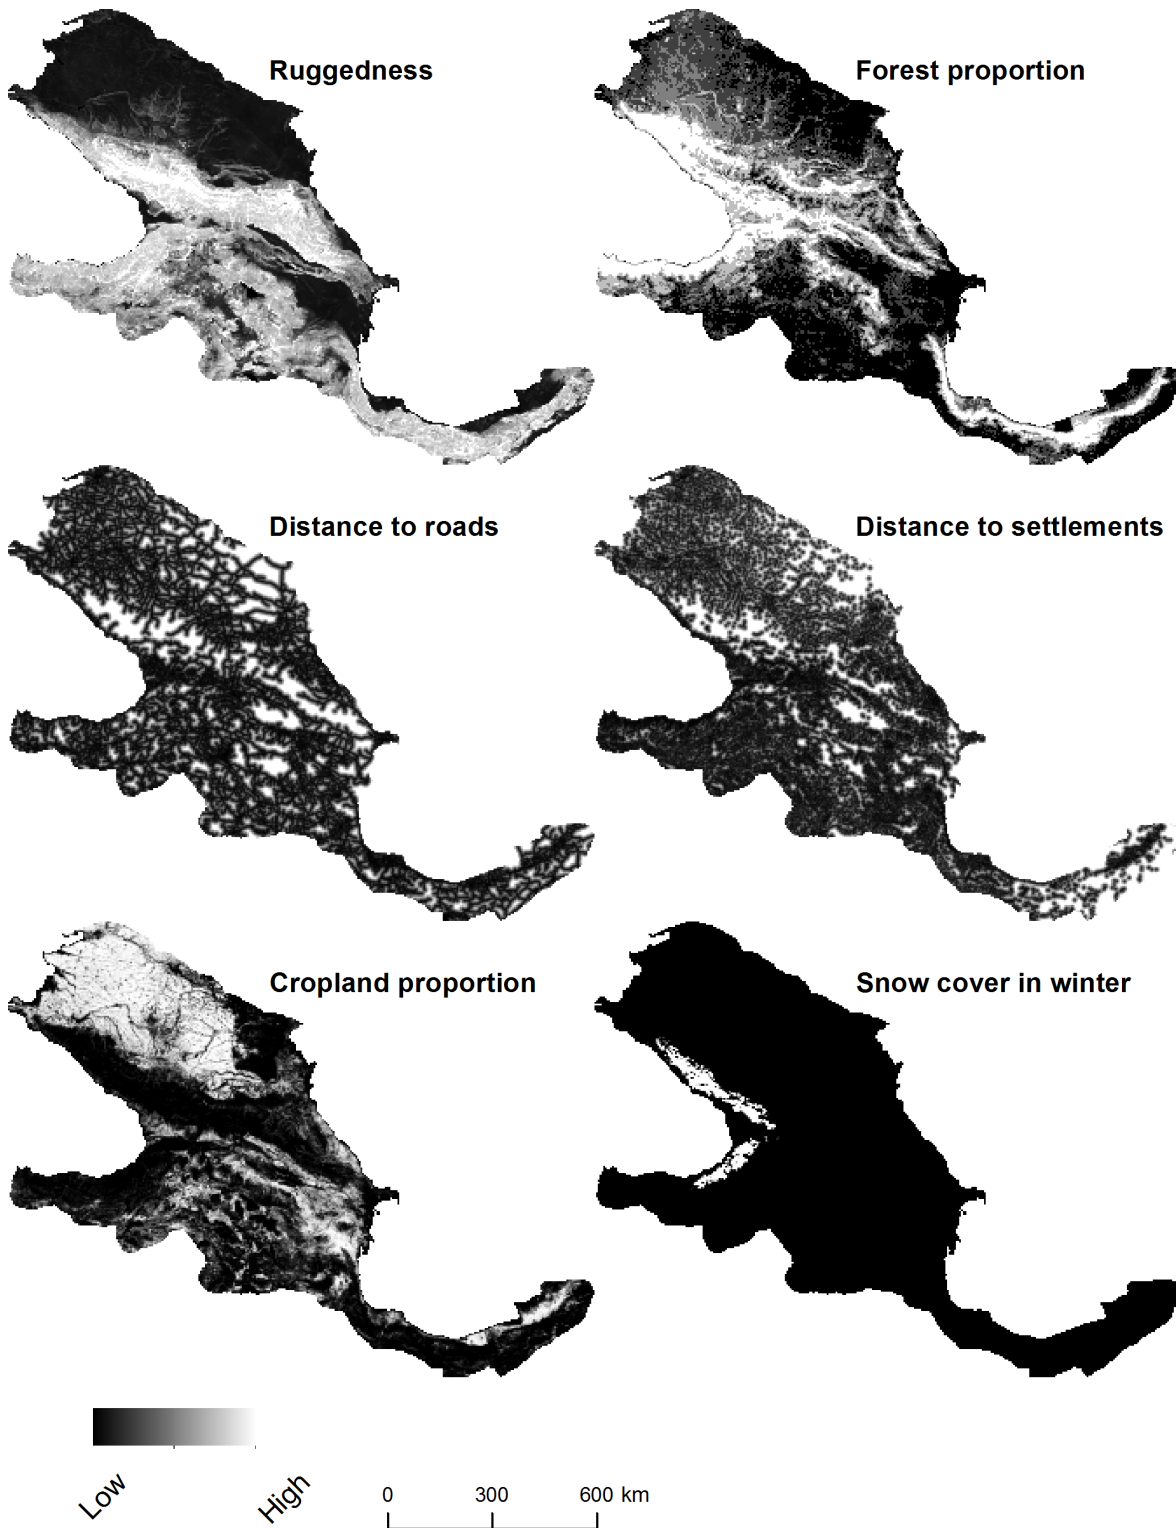 Ruggedness
Forest proportion
Distance to roads
Distance to settlements
Cropland proportion
Snow cover in winter
Low
High
0 300 600 km